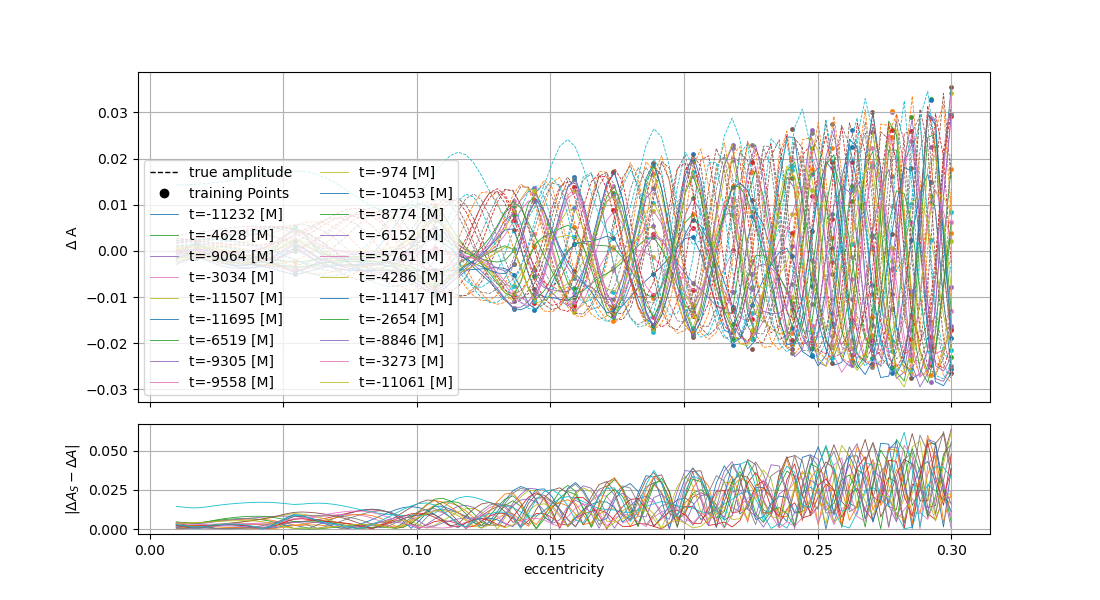 0.03
0.02
0.01
0.00
−0.01
−0.02
−0.03
Δ A
true amplitude
training Points
t=-11232 [M]
t=-4628 [M]
t=-9064 [M]
t=-3034 [M]
t=-11507 [M]
t=-11695 [M]
t=-6519 [M]
t=-9305 [M]
t=-9558 [M]
t=-974 [M]
t=-10453 [M]
t=-8774 [M]
t=-6152 [M]
t=-5761 [M]
t=-4286 [M]
t=-11417 [M]
t=-2654 [M]
t=-8846 [M]
t=-3273 [M]
t=-11061 [M]
0.050
0.025
0.000
|ΔA_S − ΔA|
0.00 0.05 0.10 0.15 0.20 0.25 0.30
eccentricity